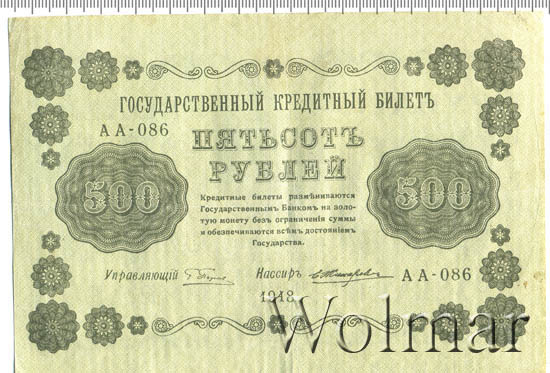 ГОСУДАРСТВЕННЫЙ КРЕДИТНЫЙ БИЛЕТЪ
АА-086
ПЯТЬСОТЪ
РУБЛЕЙ
500
500
Кредитные билеты размѣниваются
Государственнымъ Банкомъ на золо-
тую монету безъ ограниченія суммы
и обезпечиваются всѣмъ достояніемъ
Государства.
Управляющій
Кассиръ
АА-086
1918
Wolmar